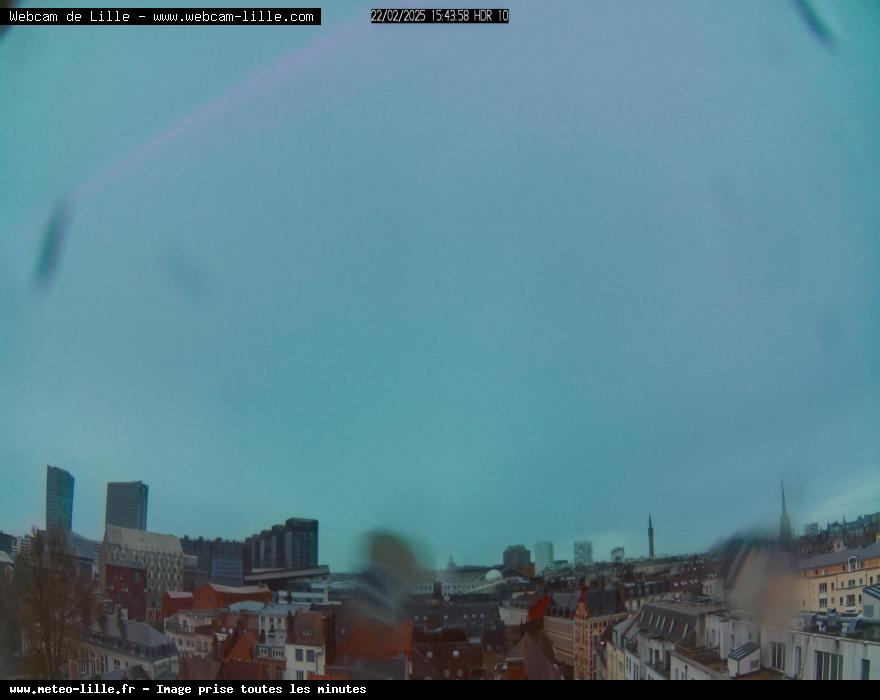 Webcam de Lille - www.webcam-lille.com
22/02/2025 15:43:58 HDR 10
www.meteo-lille.fr - Image prise toutes les minutes